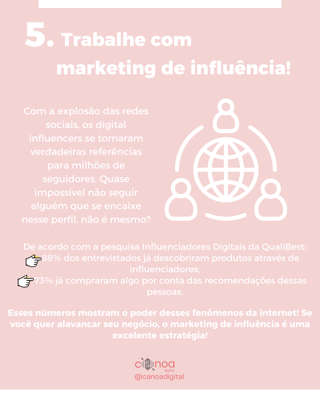 5. Trabalhe com
marketing de influência!
Com a explosão das redes
sociais, os digital
influencers se tornaram
verdadeiras referências
para milhões de
seguidores. Quase
impossível não seguir
alguém que se encaixe
nesse perfil, não é mesmo?
De acordo com a pesquisa Influenciadores Digitais da QualiBest:
68% dos entrevistados já descobriram produtos através de
influenciadores;
73% já compraram algo por conta das recomendações dessas
pessoas;
Esses números mostram o poder desses fenômenos da internet! Se
você quer alavancar seu negócio, o marketing de influência é uma
excelente estratégia!
canoa
@canoadigital